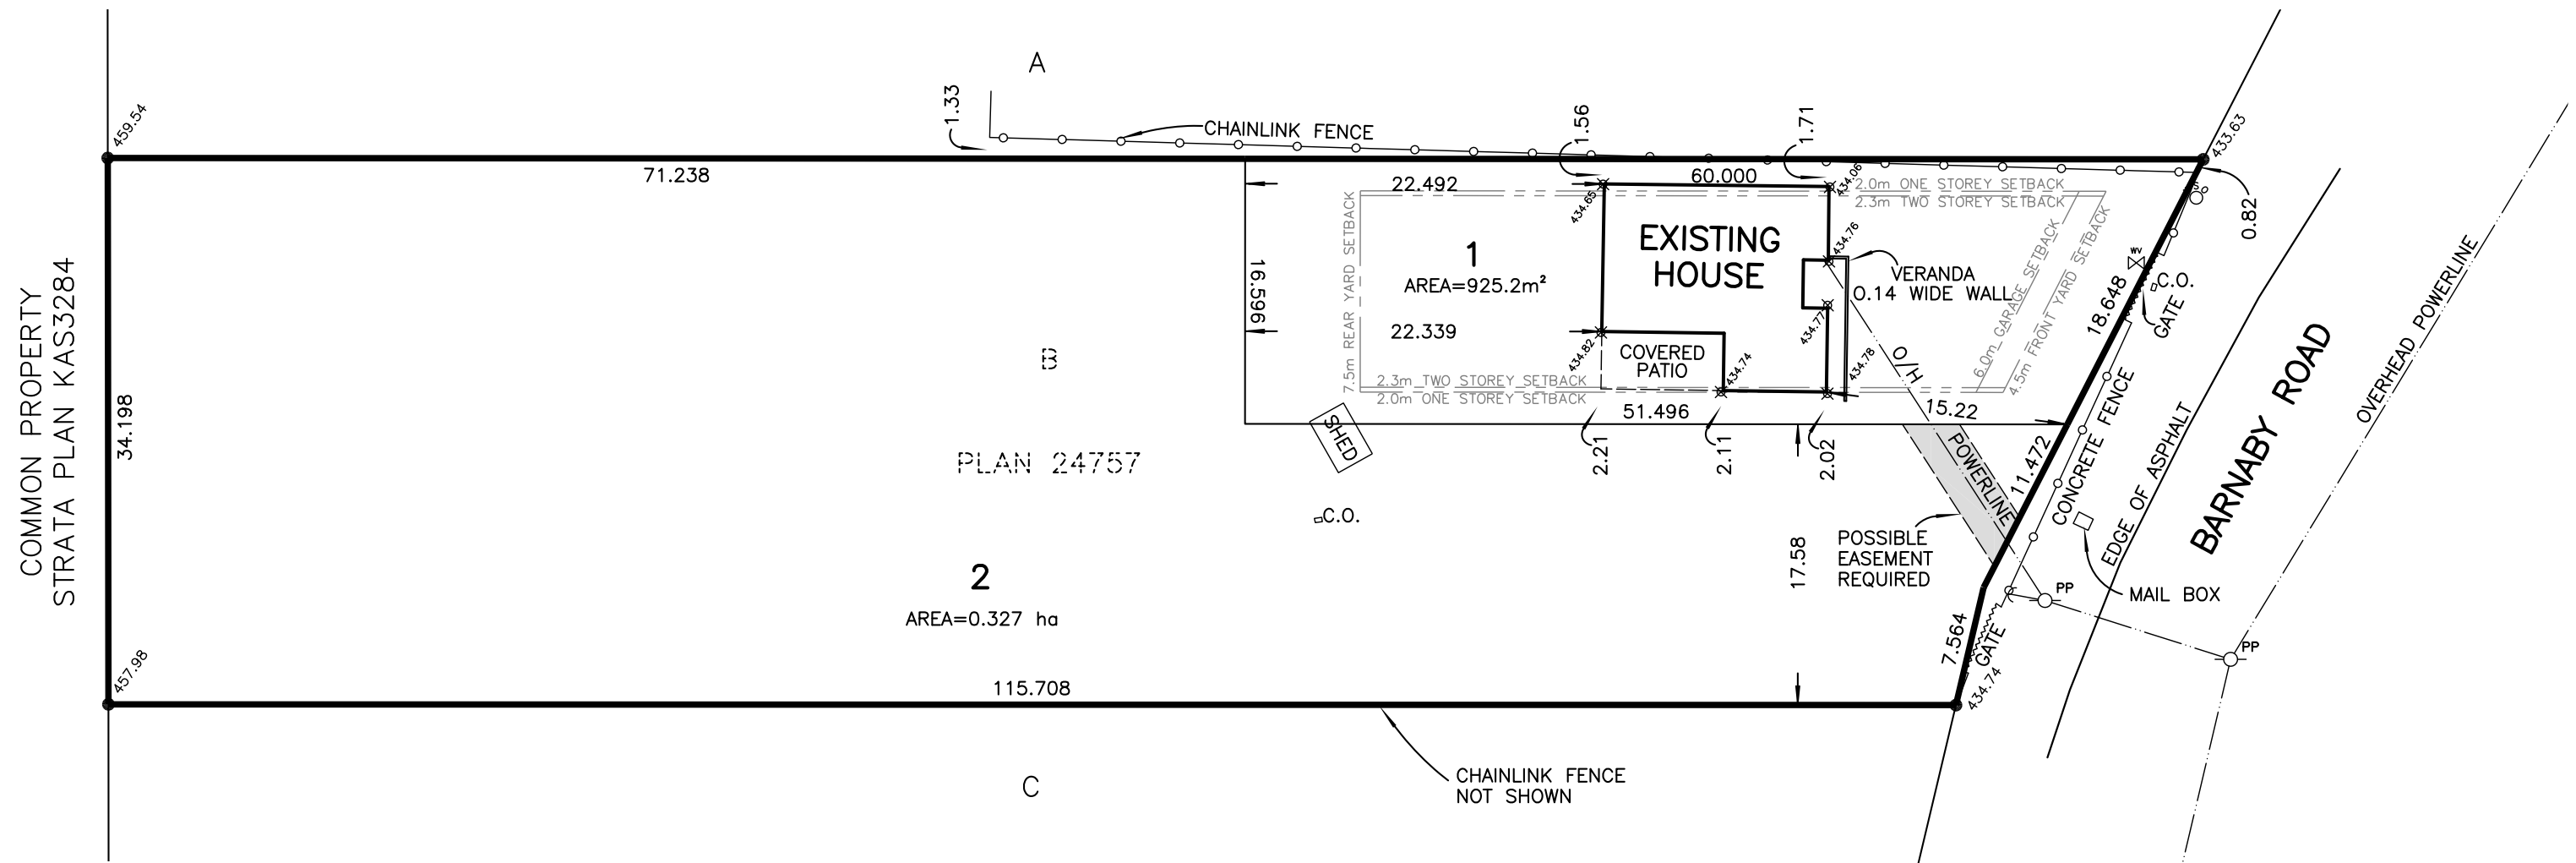 A
1.33
CHAINLINK FENCE
1.56
1.71
459.54
433.63
71.238
22.492
60.000
434.65
434.06
2.0m ONE STOREY SETBACK
2.3m TWO STOREY SETBACK
0.82
COMMON PROPERTY
STRATA PLAN KAS3284
34.198
16.596
7.5m REAR YARD SETBACK
1
AREA=925.2m²
22.339
EXISTING
HOUSE
434.76
VERANDA
0.14 WIDE WALL
434.77
434.82
COVERED
PATIO
434.74
434.78
O/H
6.0m GARAGE SETBACK
4.5m FRONT YARD SETBACK
WV
C.O.
GATE
18.648
2.3m TWO STOREY SETBACK
2.0m ONE STOREY SETBACK
51.496
15.22
2.21
2.11
2.02
B
PLAN 24757
SHED
C.O.
POWERLINE
11.472
CONCRETE FENCE
EDGE OF ASPHALT
BARNABY ROAD
OVERHEAD POWERLINE
17.58
POSSIBLE
EASEMENT
REQUIRED
PP
MAIL BOX
PP
2
AREA=0.327 ha
7.564
GATE
434.74
457.98
115.708
CHAINLINK FENCE
NOT SHOWN
C